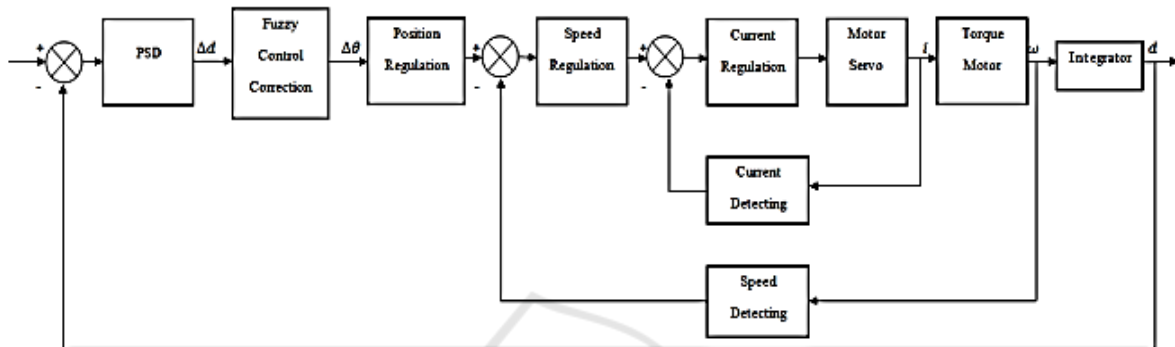 +
-
PSD
Δd
Fuzzy
Control
Correction
Δθ
Position
Regulation
+
-
Speed
Regulation
+
-
Current
Regulation
Motor
Servo
i
Torque
Motor
ω
Integrator
d
Current
Detecting
Speed
Detecting